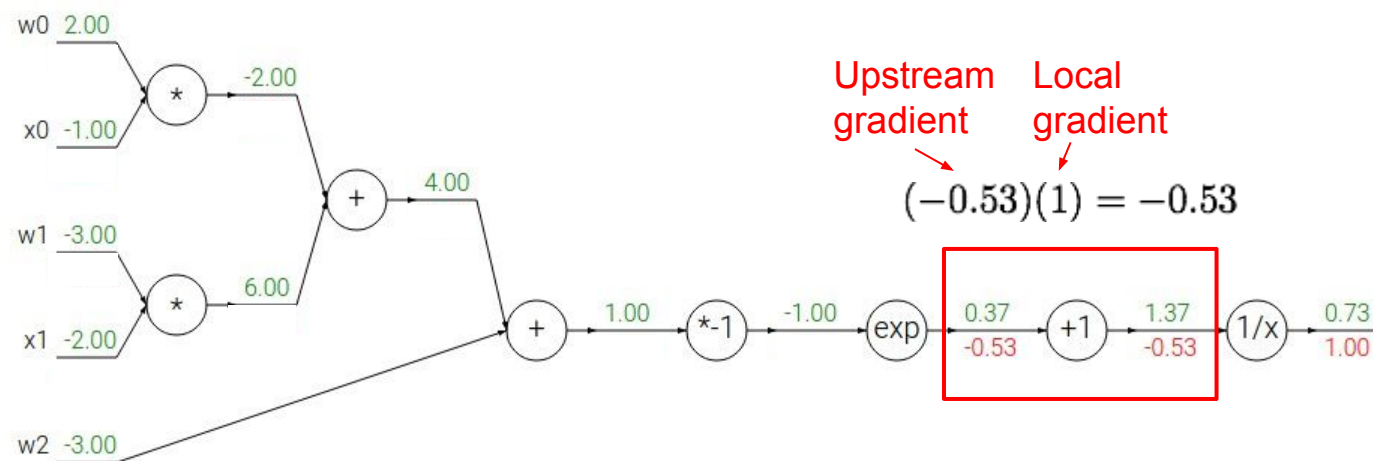 w0 2.00
*
-2.00
x0 -1.00
+
4.00
w1 -3.00
*
6.00
x1 -2.00
w2 -3.00
+
1.00
*-1
-1.00
exp
0.37
-0.53
+1
1.37
-0.53
1/x
0.73
1.00
Upstream
gradient
Local
gradient
(−0.53)(1) = −0.53